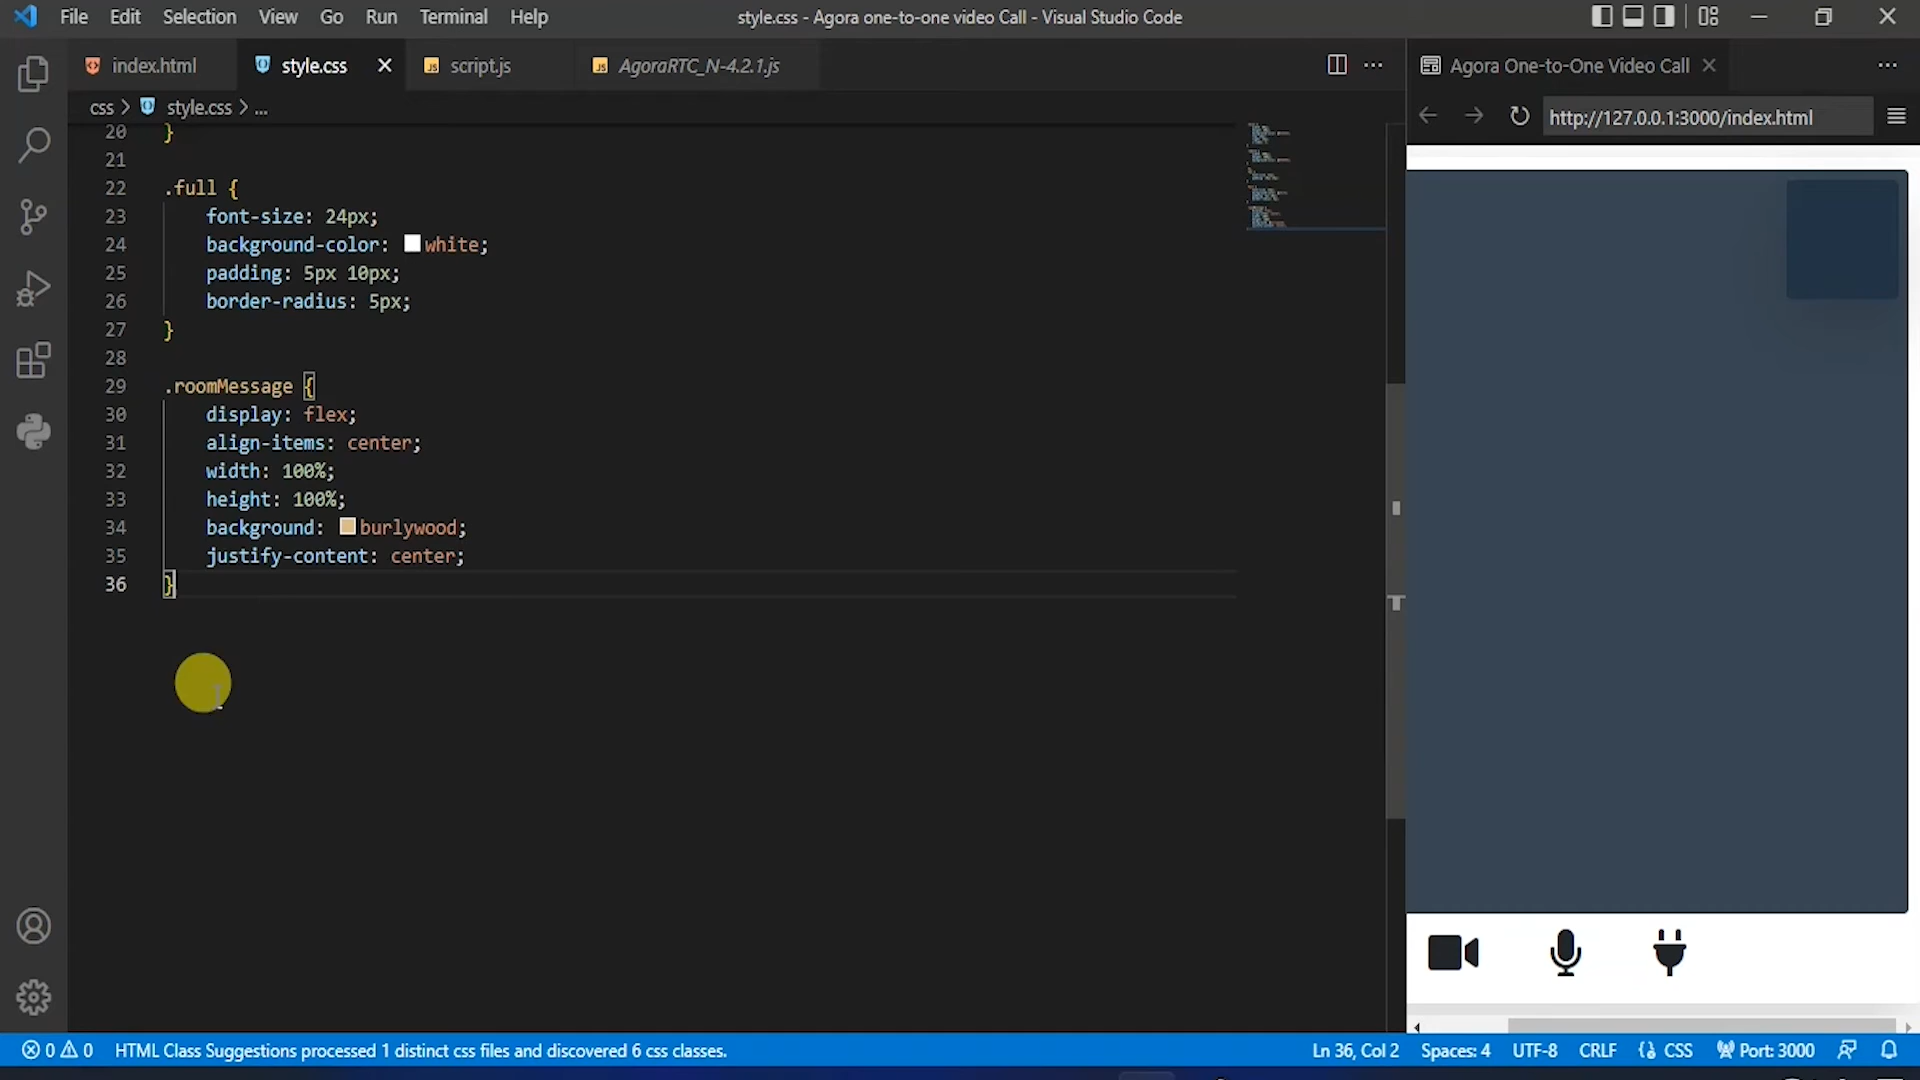 File Edit Selection View Go Run Terminal Help
style.css - Agora one-to-one video Call - Visual Studio Code
index.html
style.css
script.js
AgoraRTC_N-4.2.1.js
Agora One-to-One Video Call
css > style.css > ...
http://127.0.0.1:3000/index.html
20 }
21
22 .full {
23 font-size: 24px;
24 background-color: white;
25 padding: 5px 10px;
26 border-radius: 5px;
27 }
28
29 .roomMessage {
30 display: flex;
31 align-items: center;
32 width: 100%;
33 height: 100%;
34 background: burlywood;
35 justify-content: center;
36 }
0 0 HTML Class Suggestions processed 1 distinct css files and discovered 6 css classes.
Ln 36, Col 2 Spaces: 4 UTF-8 CRLF {} CSS Port: 3000